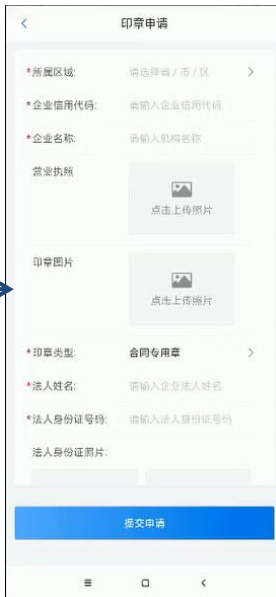 印章申请
*所属区域: 请选择省 / 市 / 区
*企业信用代码: 请输入企业信用代码
*企业名称: 请输入机构名称
营业执照
点击上传照片
印章图片
点击上传照片
*印章类型: 合同专用章
*法人姓名: 请输入企业法人姓名
*法人身份证号码: 请输入法人身份证号码
法人身份证照片:
提交申请